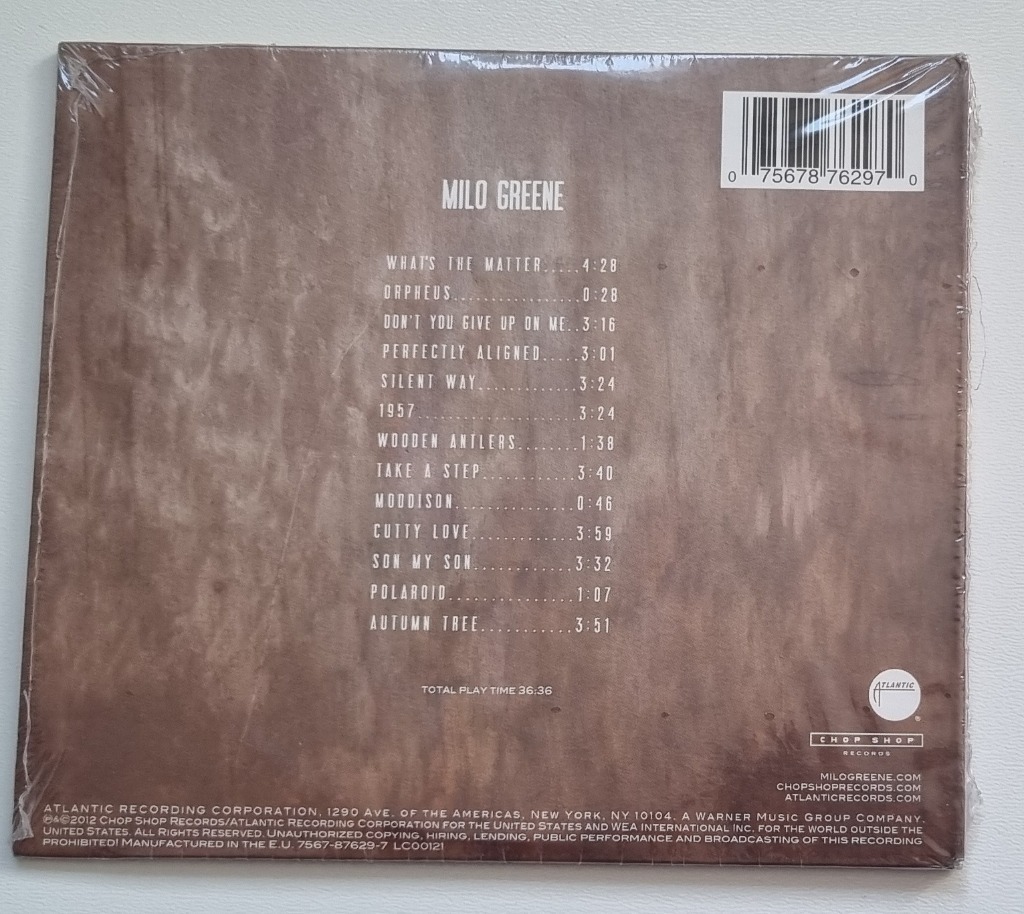 0 75678 76297 0
MILO GREENE
WHAT'S THE MATTER.....4:28
ORPHEUS.................0:28
DON'T YOU GIVE UP ON ME..3:16
PERFECTLY ALIGNED.....3:01
SILENT WAY.............3:24
1957.....................3:24
WOODEN ANTLERS........1:38
TAKE A STEP............3:40
MODDISON................0:46
CUTTY LOVE.............3:59
SON MY SON.............3:32
POLAROID................1:07
AUTUMN TREE...........3:51
TOTAL PLAY TIME 36:36
ATLANTIC
®
CHOP SHOP
RECORDS
MILOGREENE.COM
CHOPSHOPRECORDS.COM
ATLANTICRECORDS.COM
ATLANTIC RECORDING CORPORATION, 1290 AVE. OF THE AMERICAS, NEW YORK, NY 10104. A WARNER MUSIC GROUP COMPANY.
℗&©2012 CHOP SHOP RECORDS/ATLANTIC RECORDING CORPORATION FOR THE UNITED STATES AND WEA INTERNATIONAL INC. FOR THE WORLD OUTSIDE THE
UNITED STATES. ALL RIGHTS RESERVED. UNAUTHORIZED COPYING, HIRING, LENDING, PUBLIC PERFORMANCE AND BROADCASTING OF THIS RECORDING
PROHIBITED! MANUFACTURED IN THE E.U. 7567-87629-7 LC00121